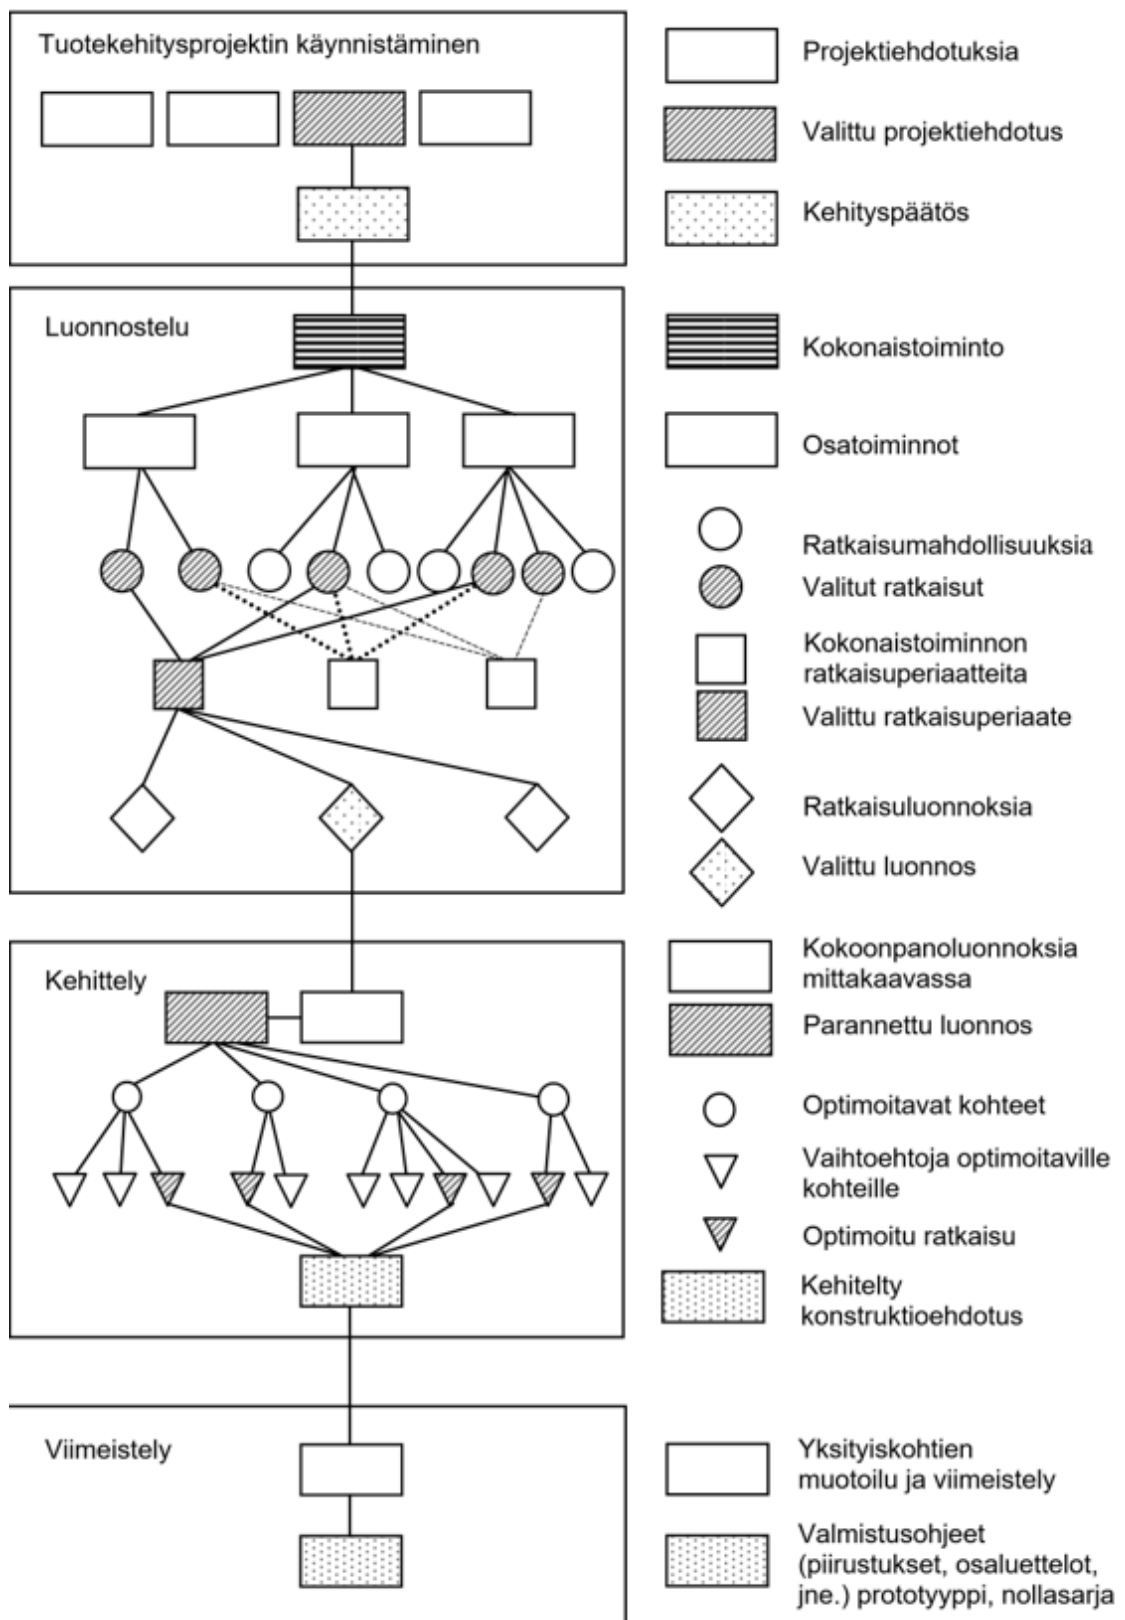 Tuotekehitysprojektin käynnistäminen
Projektiehdotuksia
Valittu projektiehdotus
Kehityspäätös
Luonnostelu
Kokonaistoiminto
Osatoiminnot
Ratkaisumahdollisuuksia
Valitut ratkaisut
Kokonaistoiminnon
ratkaisuperiaatteita
Valittu ratkaisuperiaate
Ratkaisuluonnoksia
Valittu luonnos
Kehittely
Kokoonpanoluonnoksia
mittakaavassa
Parannettu luonnos
Optimoitavat kohteet
Vaihtoehtoja optimoitaville
kohteille
Optimoitu ratkaisu
Kehitelty
konstruktioehdotus
Viimeistely
Yksityiskohtien
muotoilu ja viimeistely
Valmistusohjeet
(piirustukset, osaluettelot,
jne.) prototyyppi, nollasarja